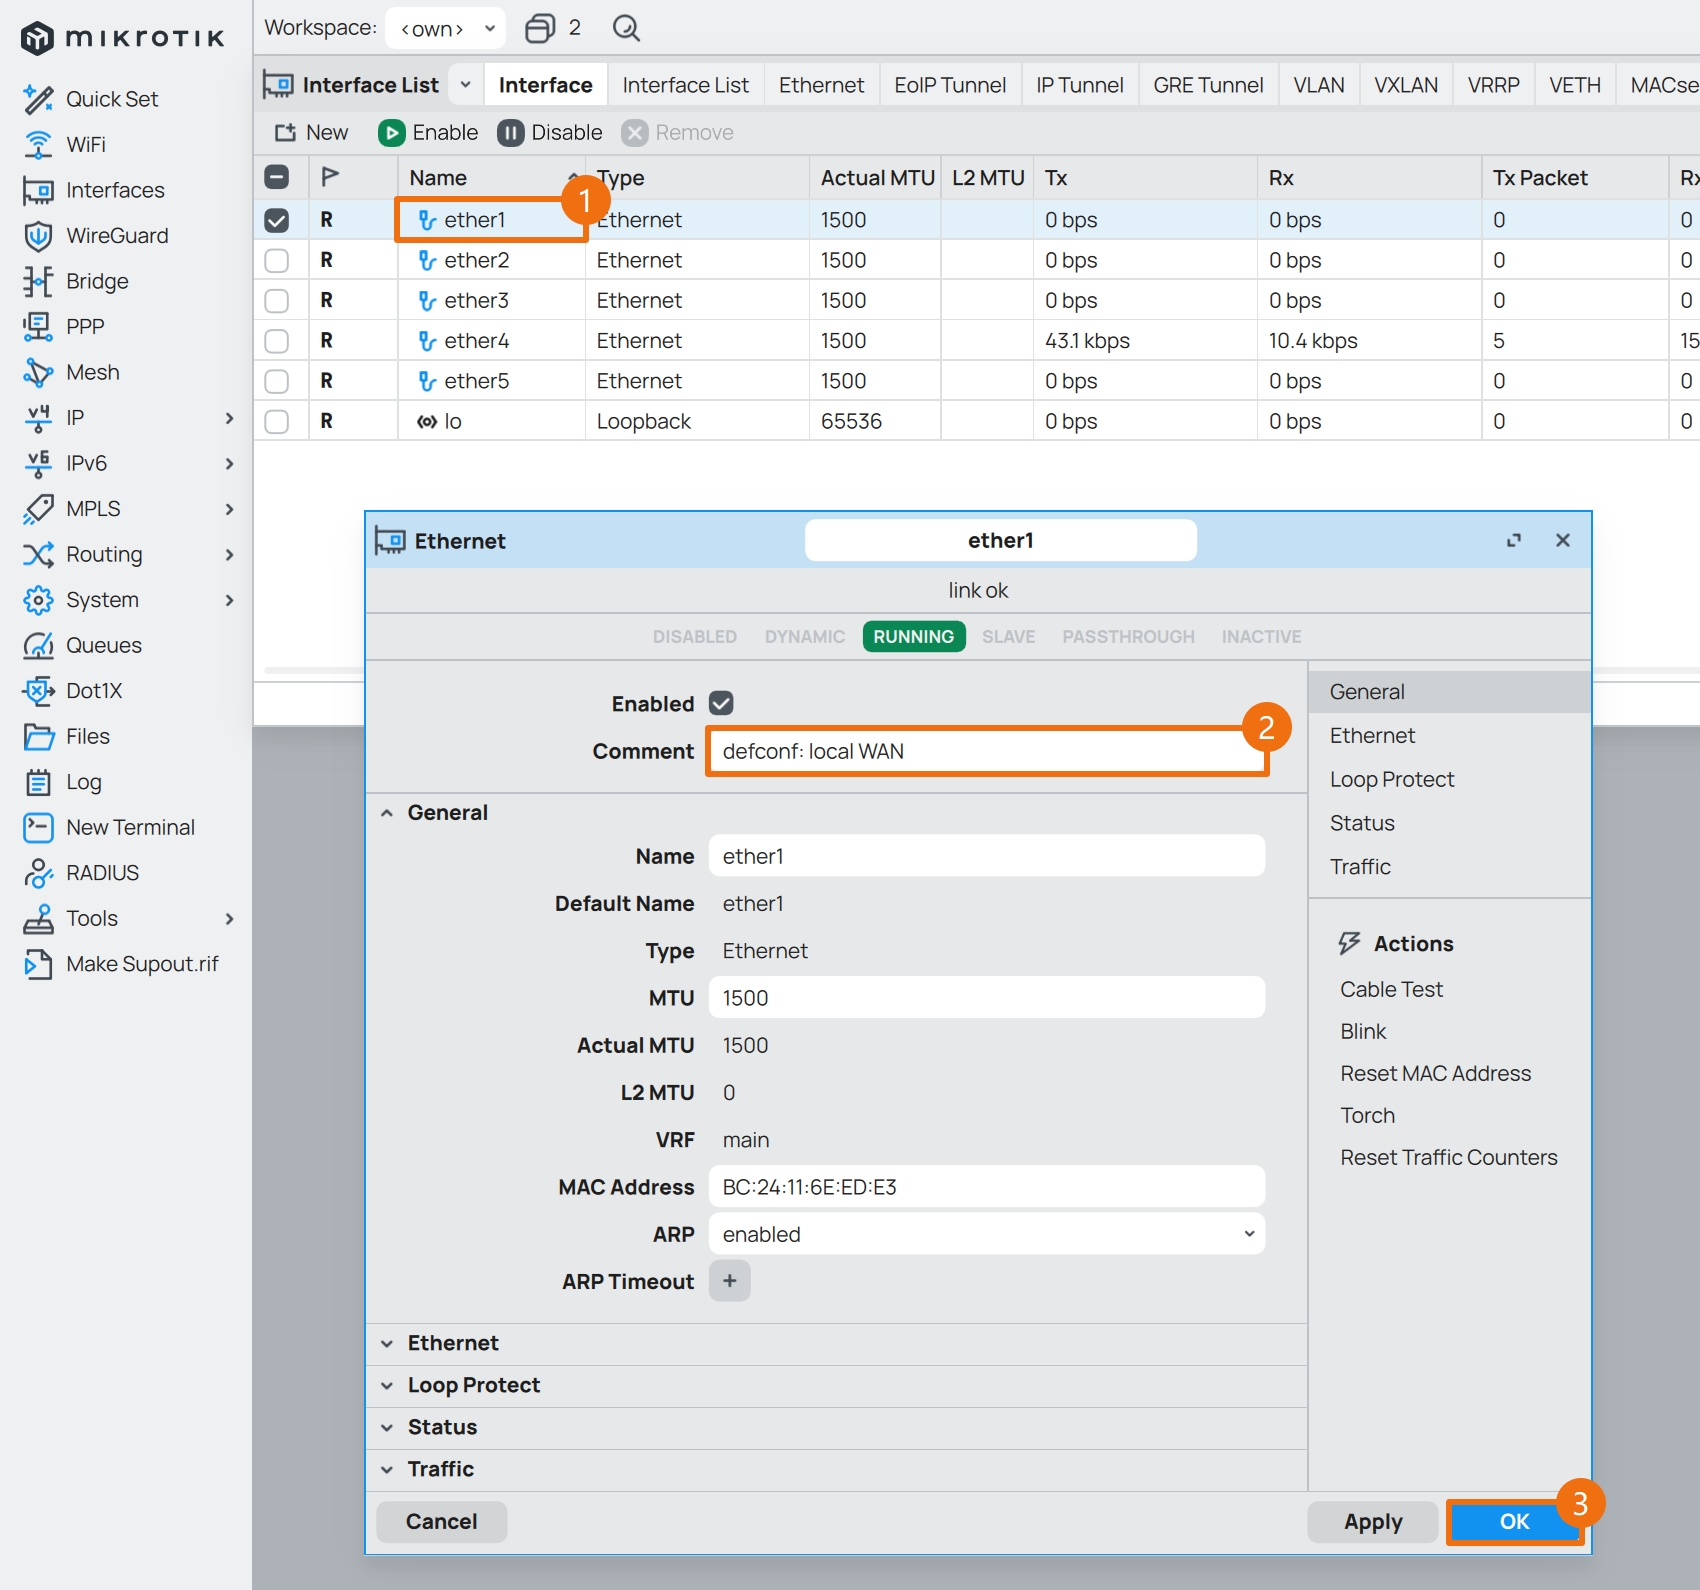 mikrotik
Workspace: <own> 2
Quick Set
WiFi
Interfaces
WireGuard
Bridge
PPP
Mesh
v4 IP
v6 IPv6
MPLS
Routing
System
Queues
Dot1X
Files
Log
New Terminal
RADIUS
Tools
Make Supout.rif
Interface List Interface Interface List Ethernet EoIP Tunnel IP Tunnel GRE Tunnel VLAN VXLAN VRRP VETH MACse
New Enable Disable Remove
Name Type Actual MTU L2 MTU Tx Rx Tx Packet Rx
1
R ether1 Ethernet 1500 0 bps 0 bps 0 0
R ether2 Ethernet 1500 0 bps 0 bps 0 0
R ether3 Ethernet 1500 0 bps 0 bps 0 0
R ether4 Ethernet 1500 43.1 kbps 10.4 kbps 5 15
R ether5 Ethernet 1500 0 bps 0 bps 0 0
R lo Loopback 65536 0 bps 0 bps 0 0
Ethernet ether1
link ok
DISABLED DYNAMIC RUNNING SLAVE PASSTHROUGH INACTIVE
Enabled
Comment defconf: local WAN
2
General
Name ether1
Default Name ether1
Type Ethernet
MTU 1500
Actual MTU 1500
L2 MTU 0
VRF main
MAC Address BC:24:11:6E:ED:E3
ARP enabled
ARP Timeout +
Ethernet
Loop Protect
Status
Traffic
General
Ethernet
Loop Protect
Status
Traffic
Actions
Cable Test
Blink
Reset MAC Address
Torch
Reset Traffic Counters
Cancel Apply OK
3